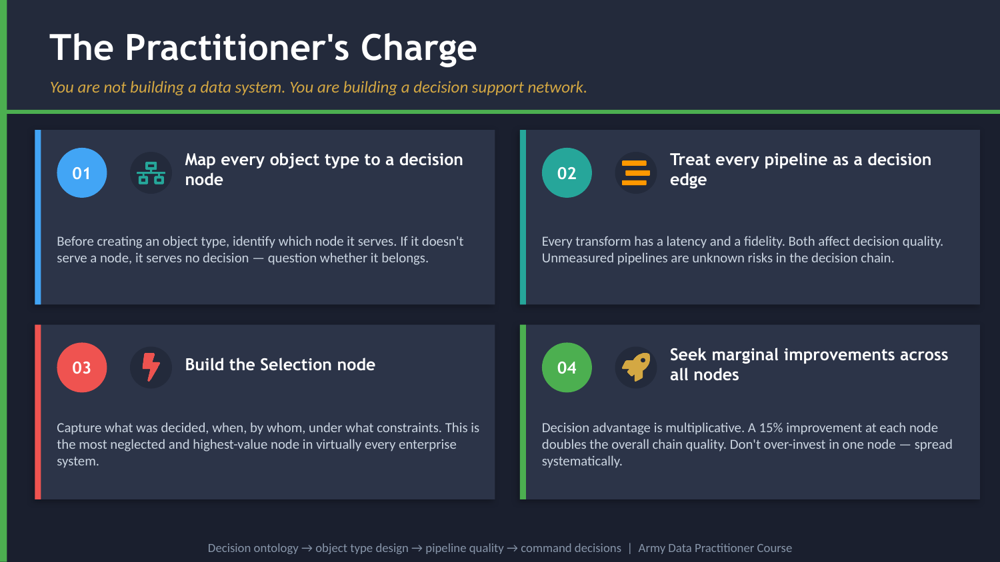 The Practitioner's Charge
You are not building a data system. You are building a decision support network.
01
Map every object type to a decision
node
Before creating an object type, identify which node it serves. If it doesn't
serve a node, it serves no decision — question whether it belongs.
02
Treat every pipeline as a decision
edge
Every transform has a latency and a fidelity. Both affect decision quality.
Unmeasured pipelines are unknown risks in the decision chain.
03
Build the Selection node
Capture what was decided, when, by whom, under what constraints. This is
the most neglected and highest-value node in virtually every enterprise
system.
04
Seek marginal improvements across
all nodes
Decision advantage is multiplicative. A 15% improvement at each node
doubles the overall chain quality. Don't over-invest in one node — spread
systematically.
Decision ontology → object type design → pipeline quality → command decisions | Army Data Practitioner Course